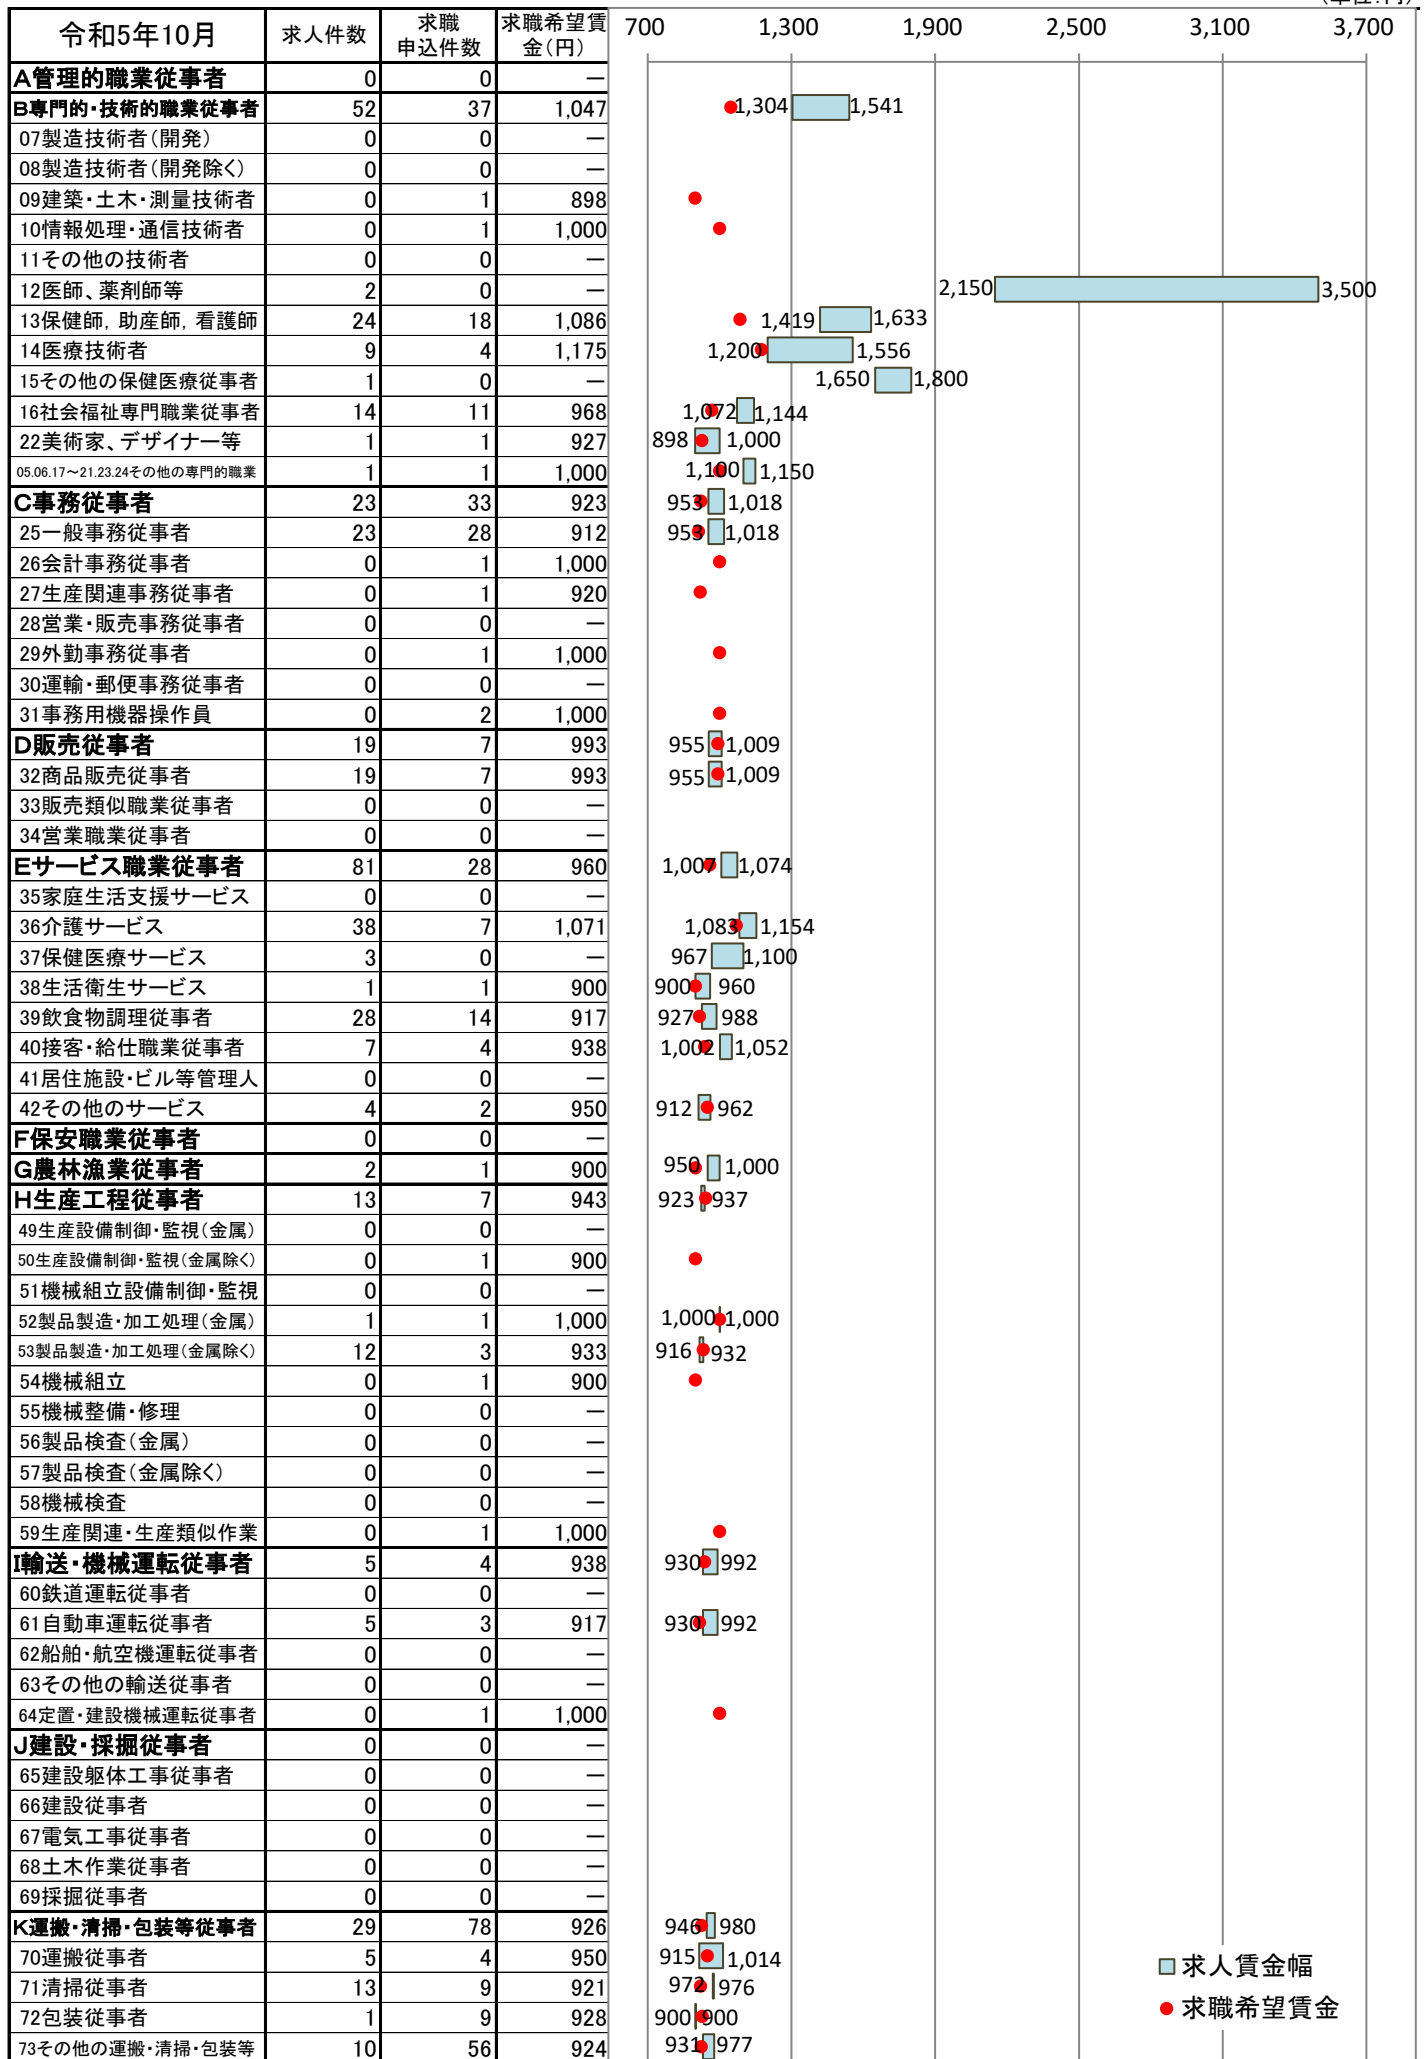 (単位:円)
令和5年10月 求人件数 求職申込件数 求職希望賃金(円) 700 1,300 1,900 2,500 3,100 3,700
A管理的職業従事者 0 0 —
B専門的・技術的職業従事者 52 37 1,047 1,304 1,541
07製造技術者(開発) 0 0 —
08製造技術者(開発除く) 0 0 —
09建築・土木・測量技術者 0 1 898
10情報処理・通信技術者 0 1 1,000
11その他の技術者 0 0 —
12医師、薬剤師等 2 0 — 2,150 3,500
13保健師, 助産師, 看護師 24 18 1,086 1,419 1,633
14医療技術者 9 4 1,175 1,200 1,556
15その他の保健医療従事者 1 0 — 1,650 1,800
16社会福祉専門職業従事者 14 11 968 1,072 1,144
22美術家、デザイナー等 1 1 927 898 1,000
05.06.17〜21.23.24その他の専門的職業 1 1 1,000 1,100 1,150
C事務従事者 23 33 923 953 1,018
25一般事務従事者 23 28 912 953 1,018
26会計事務従事者 0 1 1,000
27生産関連事務従事者 0 1 920
28営業・販売事務従事者 0 0 —
29外勤事務従事者 0 1 1,000
30運輸・郵便事務従事者 0 0 —
31事務用機器操作員 0 2 1,000
D販売従事者 19 7 993 955 1,009
32商品販売従事者 19 7 993 955 1,009
33販売類似職業従事者 0 0 —
34営業職業従事者 0 0 —
Eサービス職業従事者 81 28 960 1,007 1,074
35家庭生活支援サービス 0 0 —
36介護サービス 38 7 1,071 1,083 1,154
37保健医療サービス 3 0 — 967 1,100
38生活衛生サービス 1 1 900 900 960
39飲食物調理従事者 28 14 917 927 988
40接客・給仕職業従事者 7 4 938 1,002 1,052
41居住施設・ビル等管理人 0 0 —
42その他のサービス 4 2 950 912 962
F保安職業従事者 0 0 —
G農林漁業従事者 2 1 900 950 1,000
H生産工程従事者 13 7 943 923 937
49生産設備制御・監視(金属) 0 0 —
50生産設備制御・監視(金属除く) 0 1 900
51機械組立設備制御・監視 0 0 —
52製品製造・加工処理(金属) 1 1 1,000 1,000 1,000
53製品製造・加工処理(金属除く) 12 3 933 916 932
54機械組立 0 1 900
55機械整備・修理 0 0 —
56製品検査(金属) 0 0 —
57製品検査(金属除く) 0 0 —
58機械検査 0 0 —
59生産関連・生産類似作業 0 1 1,000
I輸送・機械運転従事者 5 4 938 930 992
60鉄道運転従事者 0 0 —
61自動車運転従事者 5 3 917 930 992
62船舶・航空機運転従事者 0 0 —
63その他の輸送従事者 0 0 —
64定置・建設機械運転従事者 0 1 1,000
J建設・採掘従事者 0 0 —
65建設躯体工事従事者 0 0 —
66建設従事者 0 0 —
67電気工事従事者 0 0 —
68土木作業従事者 0 0 —
69採掘従事者 0 0 —
K運搬・清掃・包装等従事者 29 78 926 946 980
70運搬従事者 5 4 950 915 1,014
71清掃従事者 13 9 921 972 976
72包装従事者 1 9 928 900 900
73その他の運搬・清掃・包装等 10 56 924 931 977
求人賃金幅
求職希望賃金